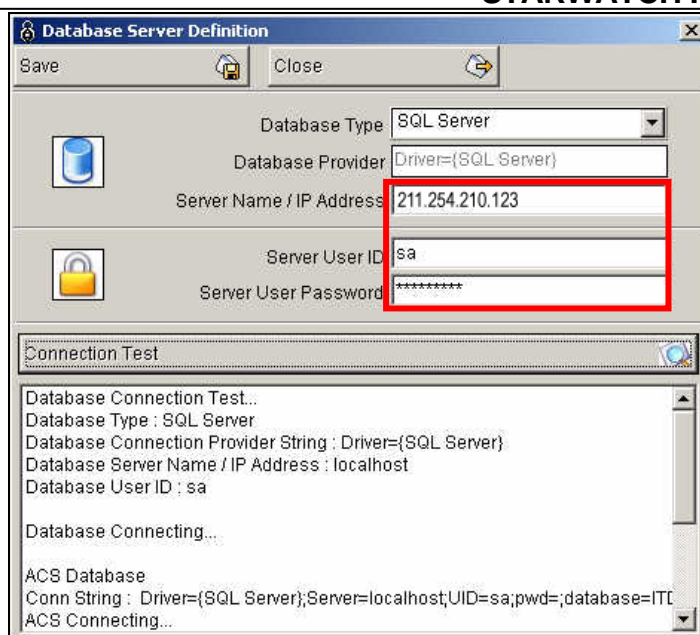 Database Server Definition
Save Close
Database Type SQL Server
Database Provider Driver={SQL Server}
Server Name / IP Address 211.254.210.123
Server User ID sa
Server User Password *********
Connection Test
Database Connection Test...
Database Type : SQL Server
Database Connection Provider String : Driver={SQL Server}
Database Server Name / IP Address : localhost
Database User ID : sa
Database Connecting...
ACS Database
Conn String : Driver={SQL Server};Server=localhost;UID=sa;pwd=;database=ITD
ACS Connecting...